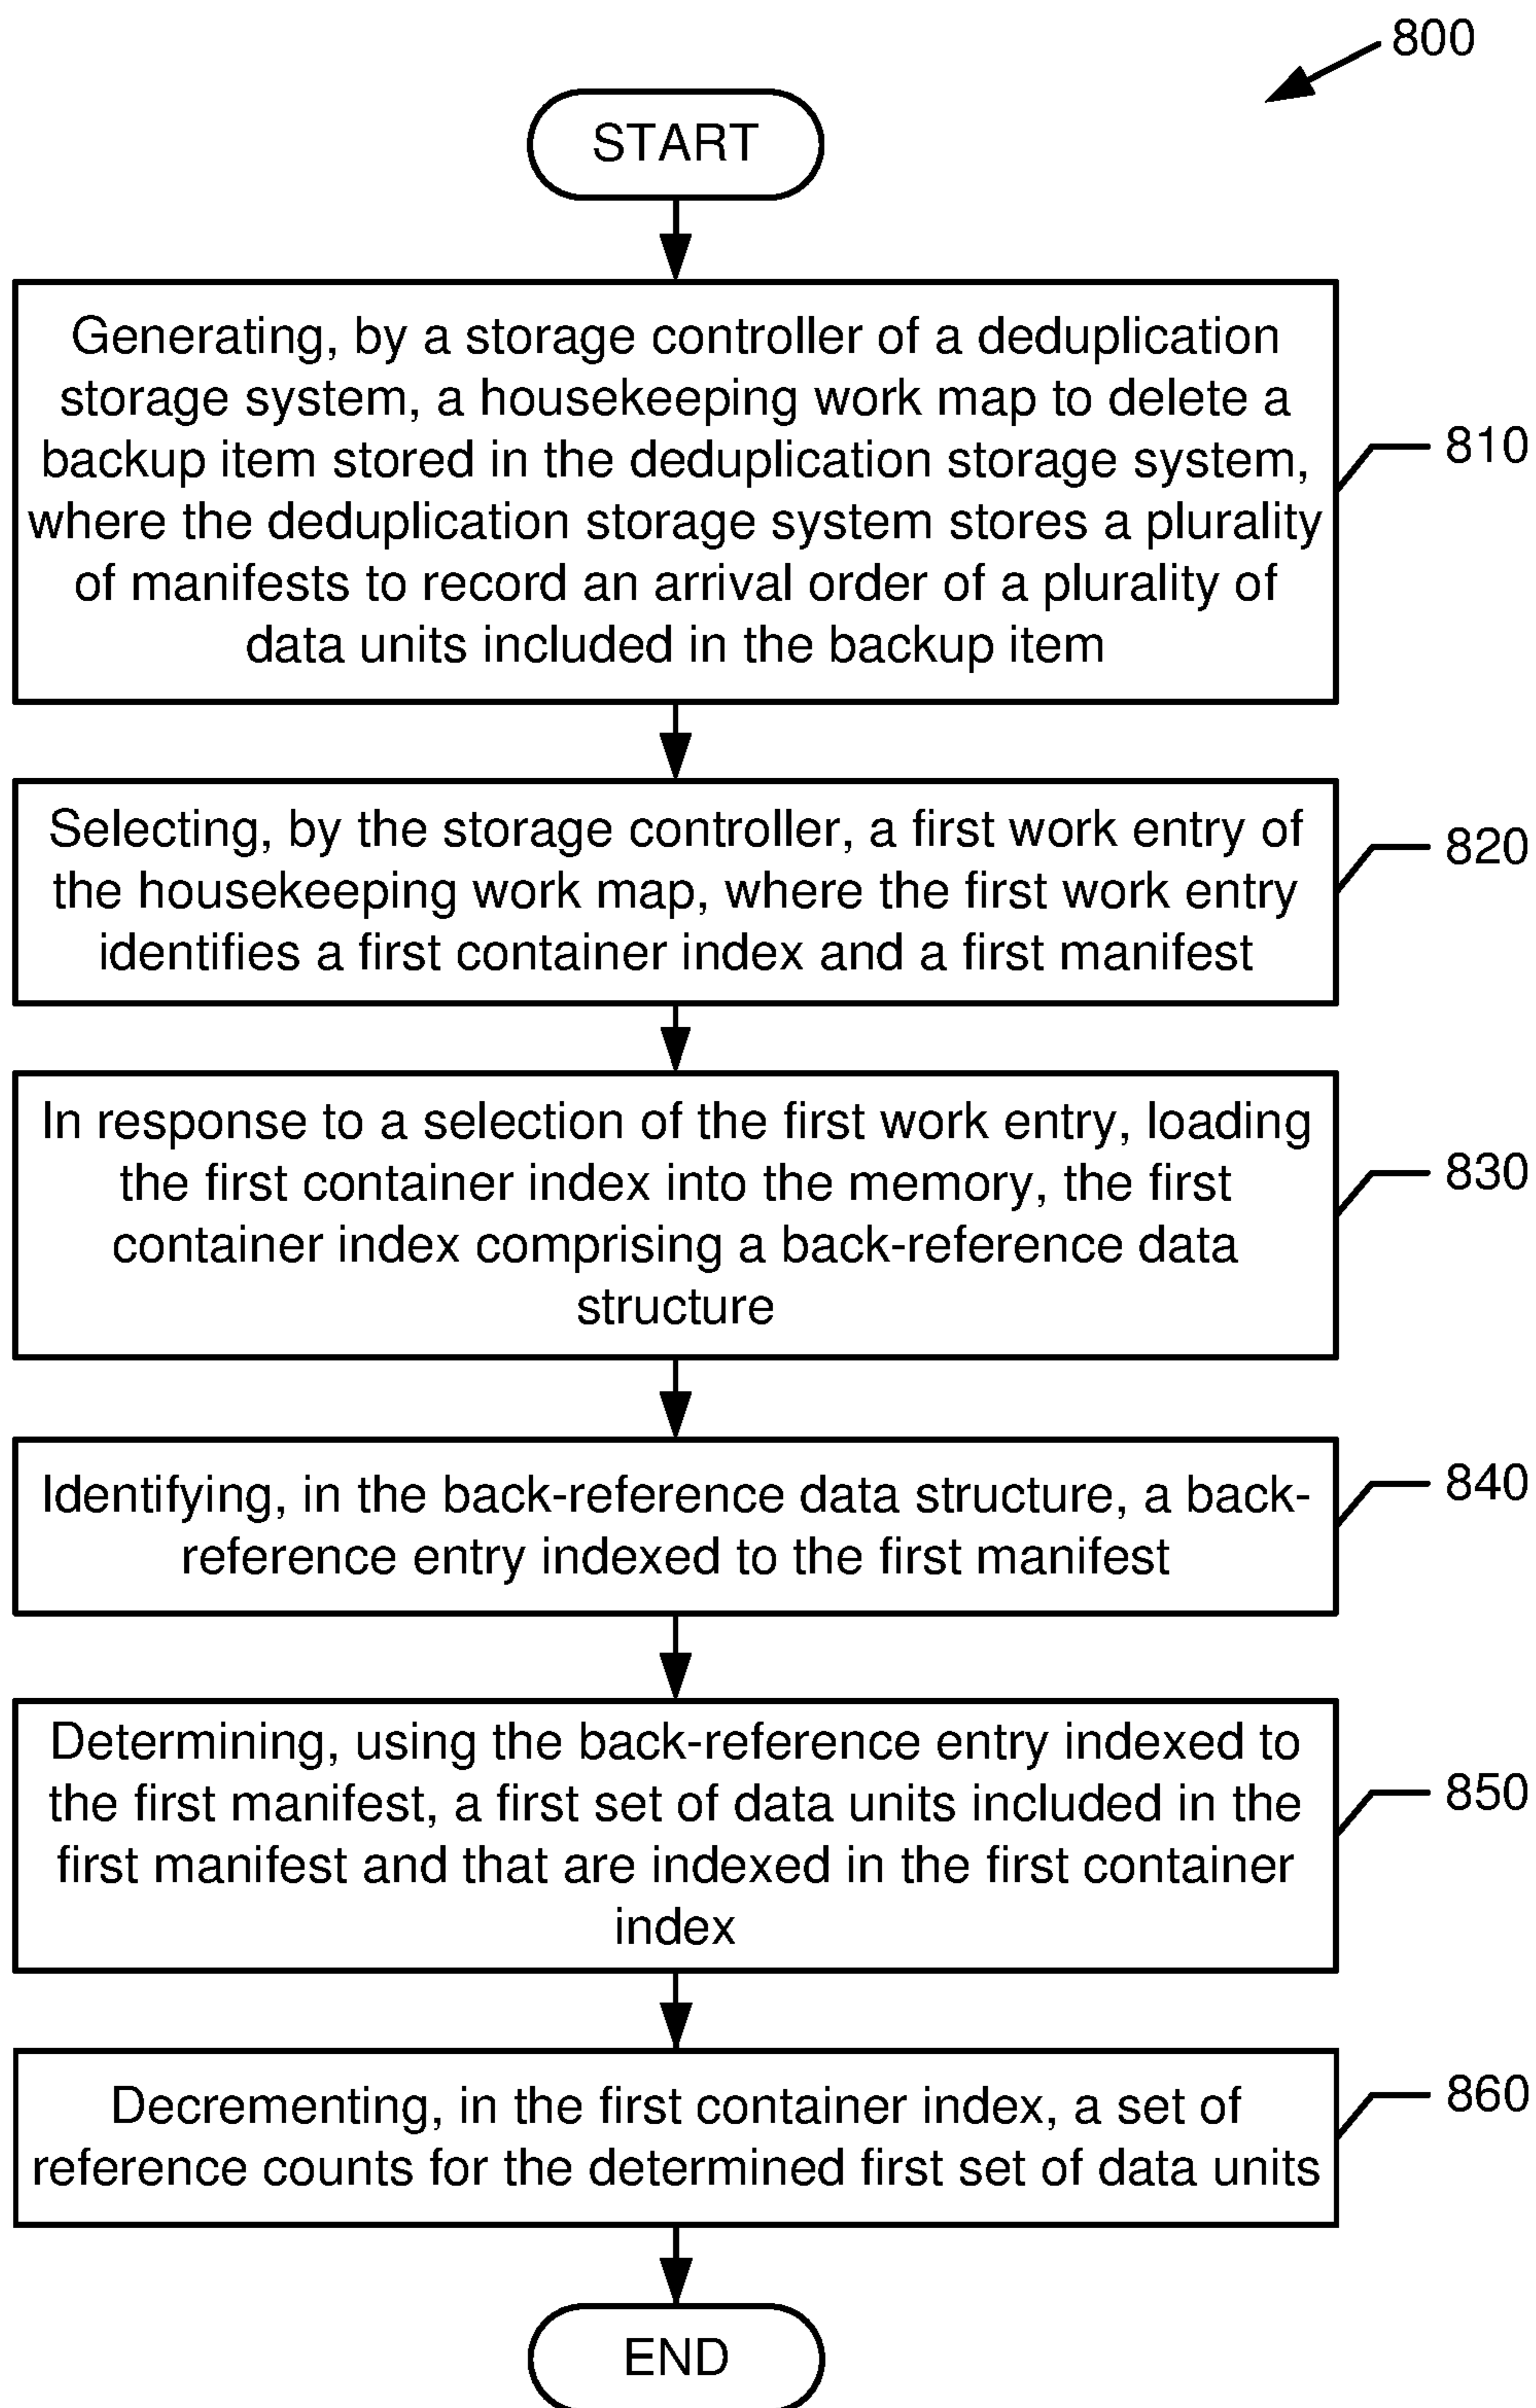 800
START
Generating, by a storage controller of a deduplication
storage system, a housekeeping work map to delete a
backup item stored in the deduplication storage system,
where the deduplication storage system stores a plurality
of manifests to record an arrival order of a plurality of
data units included in the backup item
810
Selecting, by the storage controller, a first work entry of
the housekeeping work map, where the first work entry
identifies a first container index and a first manifest
820
In response to a selection of the first work entry, loading
the first container index into the memory, the first
container index comprising a back-reference data
structure
830
Identifying, in the back-reference data structure, a back-
reference entry indexed to the first manifest
840
Determining, using the back-reference entry indexed to
the first manifest, a first set of data units included in the
first manifest and that are indexed in the first container
index
850
Decrementing, in the first container index, a set of
reference counts for the determined first set of data units
860
END